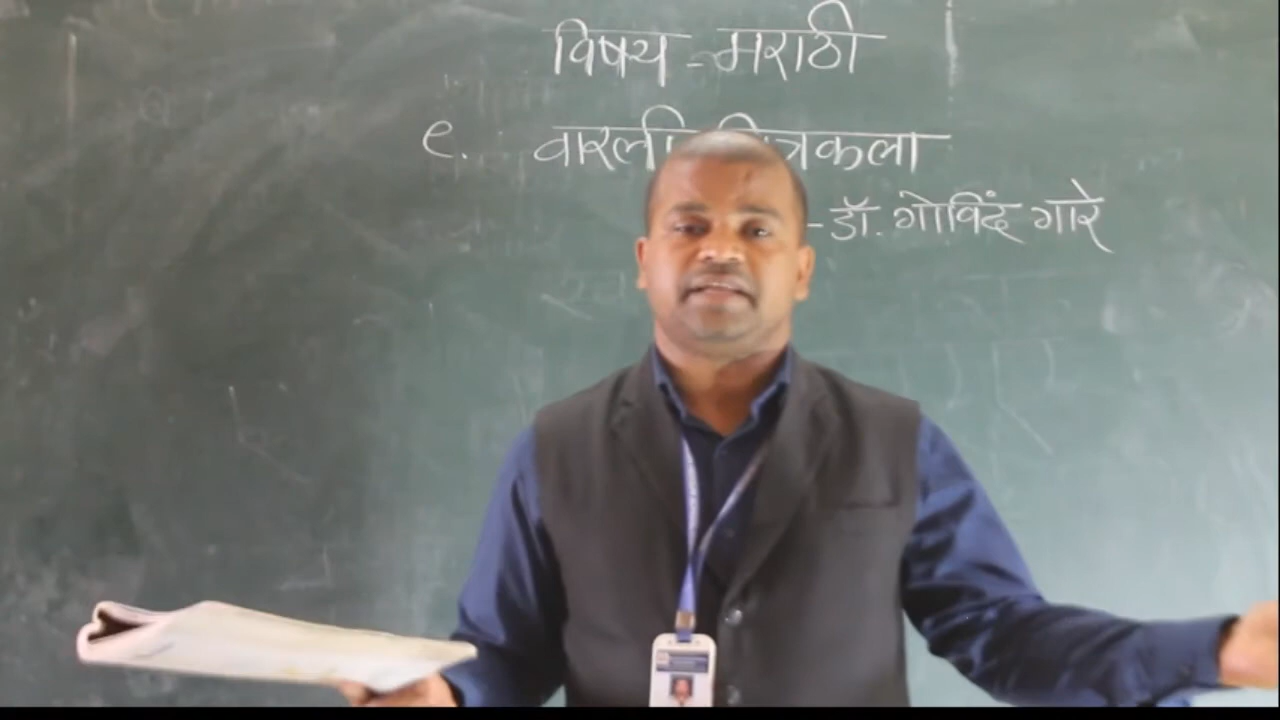 विषय - मराठी
९. वारली चित्रकला
- डॉ. गोविंद गारे